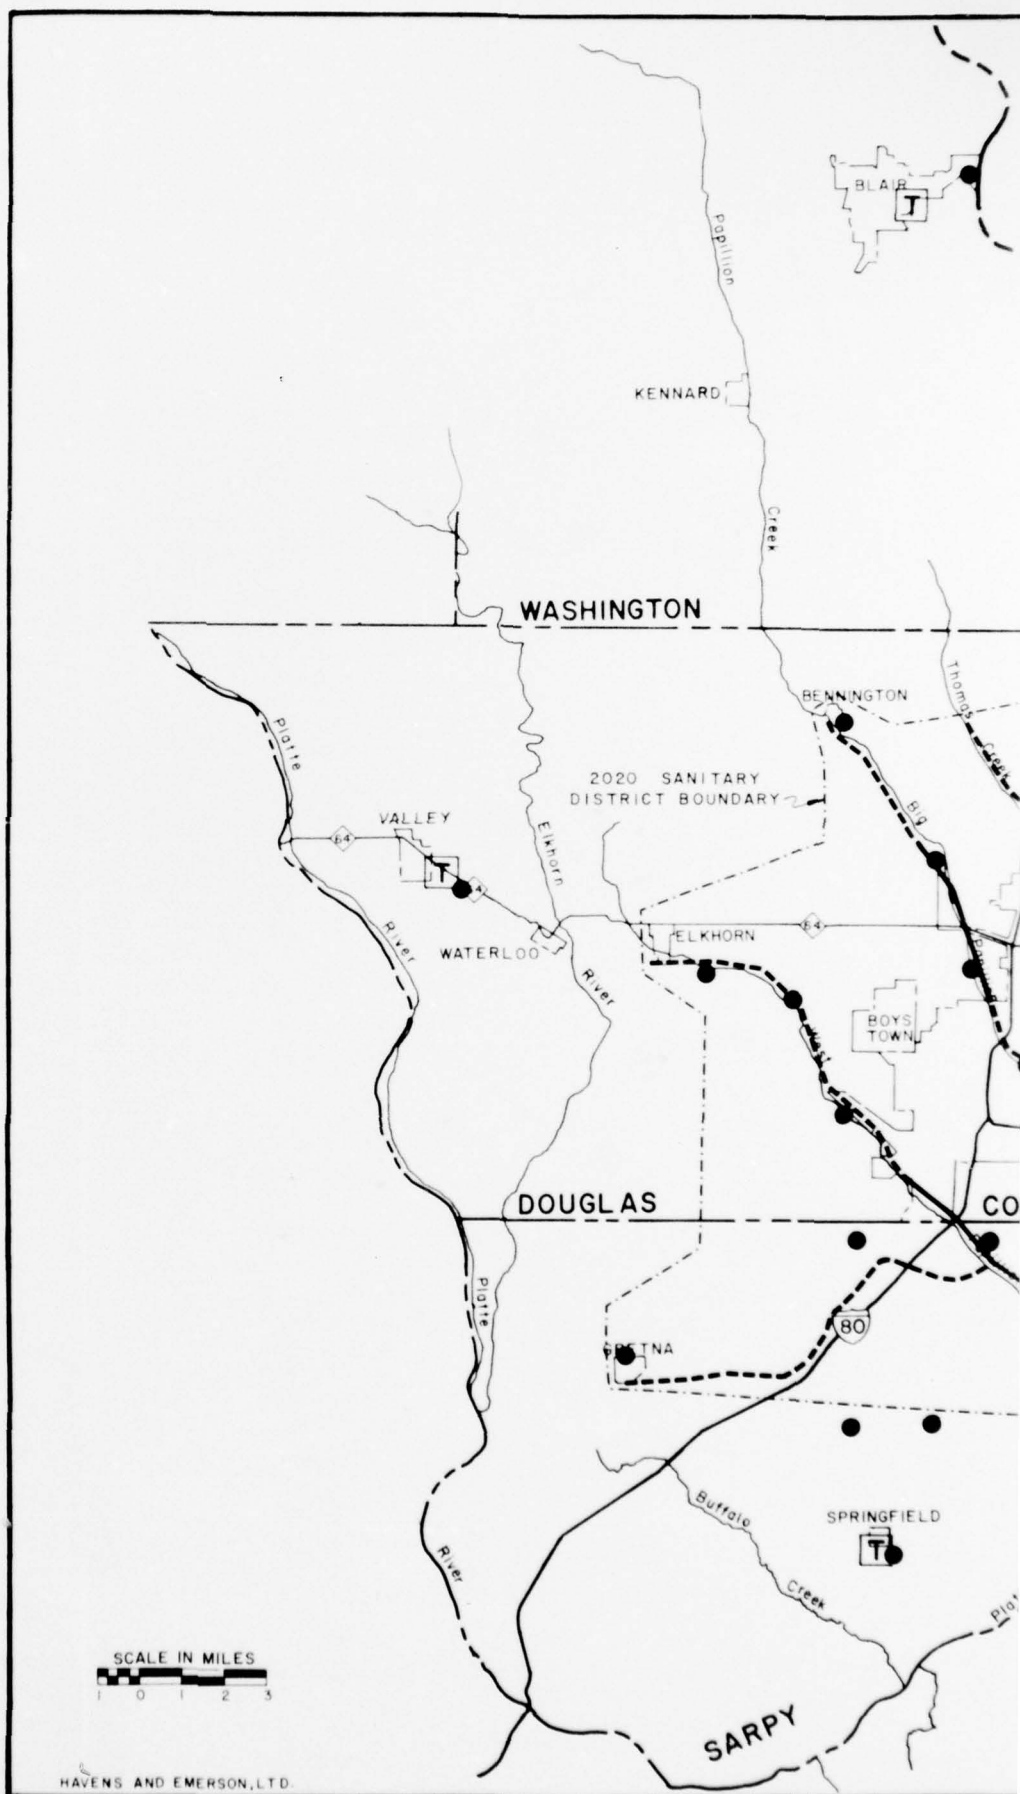 BLAIR
T
Papillion
KENNARD
Creek
WASHINGTON
BENNINGTON
Thomas
Creek
Platte
2020 SANITARY
DISTRICT BOUNDARY
Big
VALLEY
64
Elkhorn
T
64
River
WATERLOO
ELKHORN
River
BOYS
TOWN
West
DOUGLAS
CO
Platte
80
GRETNA
Buffalo
SPRINGFIELD
T
River
Creek
Plat
SCALE IN MILES
1 0 1 2 3
SARPY
HAVENS AND EMERSON, LTD.